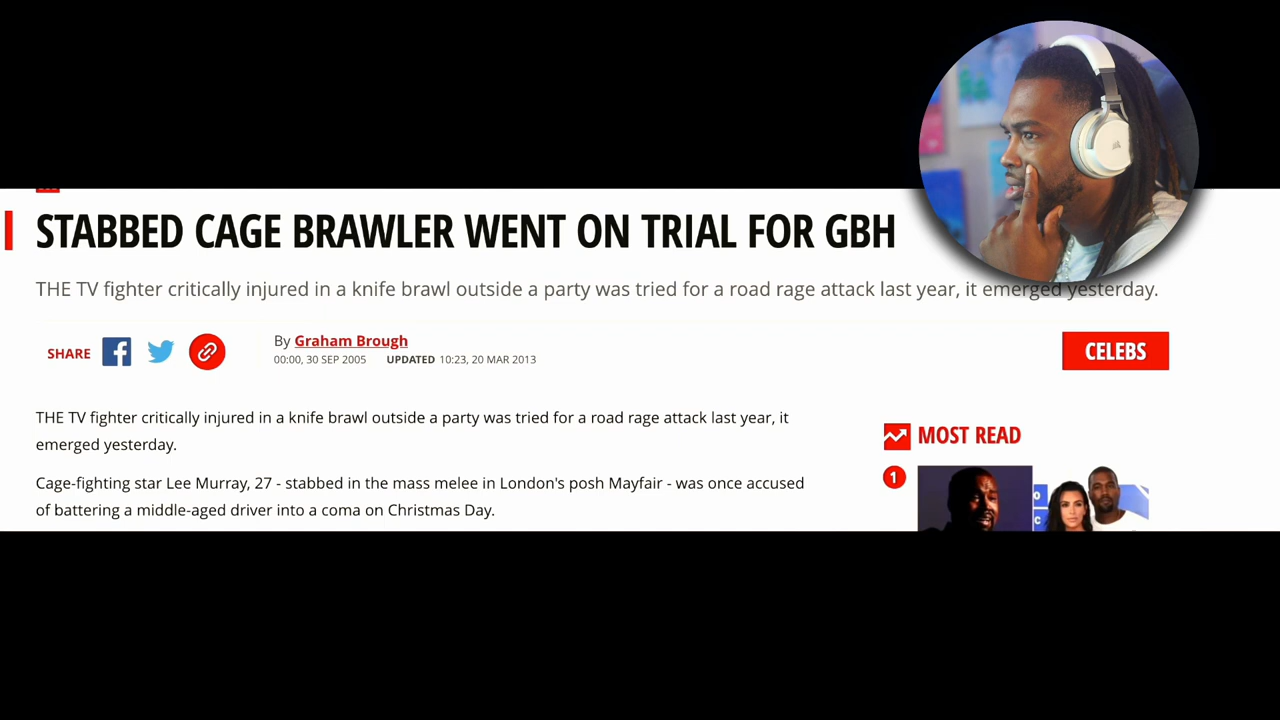 STABBED CAGE BRAWLER WENT ON TRIAL FOR GBH
THE TV fighter critically injured in a knife brawl outside a party was tried for a road rage attack last year, it emerged yesterday.
SHARE
By Graham Brough
00:00, 30 SEP 2005 UPDATED 10:23, 20 MAR 2013
CELEBS
THE TV fighter critically injured in a knife brawl outside a party was tried for a road rage attack last year, it
emerged yesterday.
MOST READ
1
Cage-fighting star Lee Murray, 27 - stabbed in the mass melee in London's posh Mayfair - was once accused
of battering a middle-aged driver into a coma on Christmas Day.